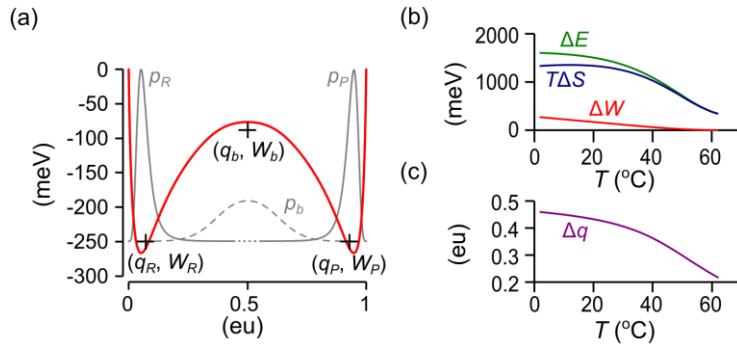 (a)
0
-50
-100
-150
-200
-250
-300
(meV)
p_R
p_P
(q_b, W_b)
p_b
(q_R, W_R)
(q_P, W_P)
0
0.5
1
(eu)
(b)
2000
1000
0
(meV)
ΔE
TΔS
ΔW
0
20
40
60
T (°C)
(c)
0.5
0.4
0.3
0.2
(eu)
Δq
0
20
40
60
T (°C)